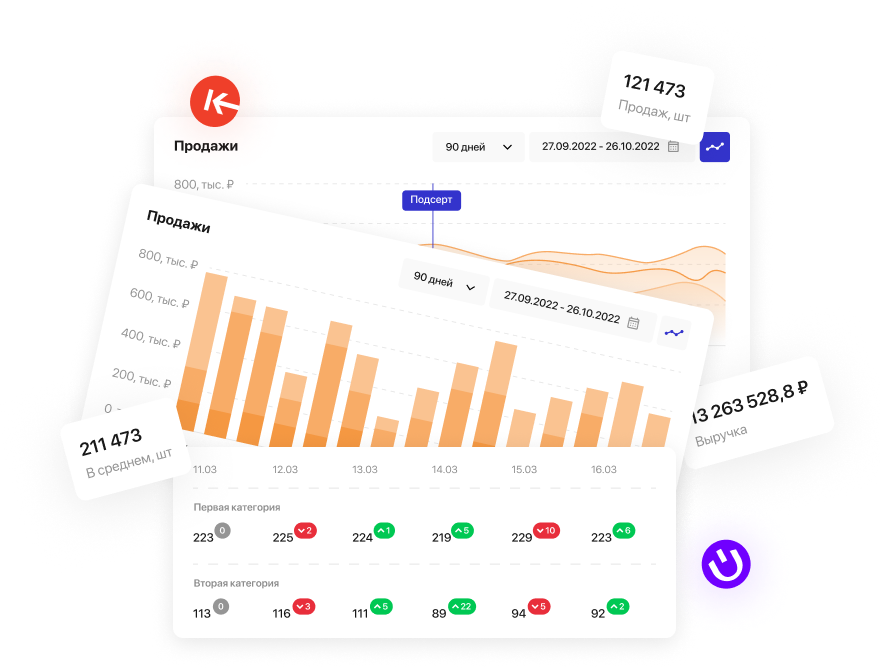 121 473
Продаж, шт
Продажи
90 дней
27.09.2022 - 26.10.2022
800, тыс. ₽
Подсерт
Продажи
90 дней
27.09.2022 - 26.10.2022
800, тыс. ₽
600, тыс. ₽
400, тыс. ₽
200, тыс. ₽
0
13 263 528,8 ₽
Выручка
211 473
В среднем, шт
11.03 12.03 13.03 14.03 15.03 16.03
Первая категория
223 0 225 2 224 1 219 5 229 10 223 6
Вторая категория
113 0 116 3 111 5 89 22 94 5 92 2